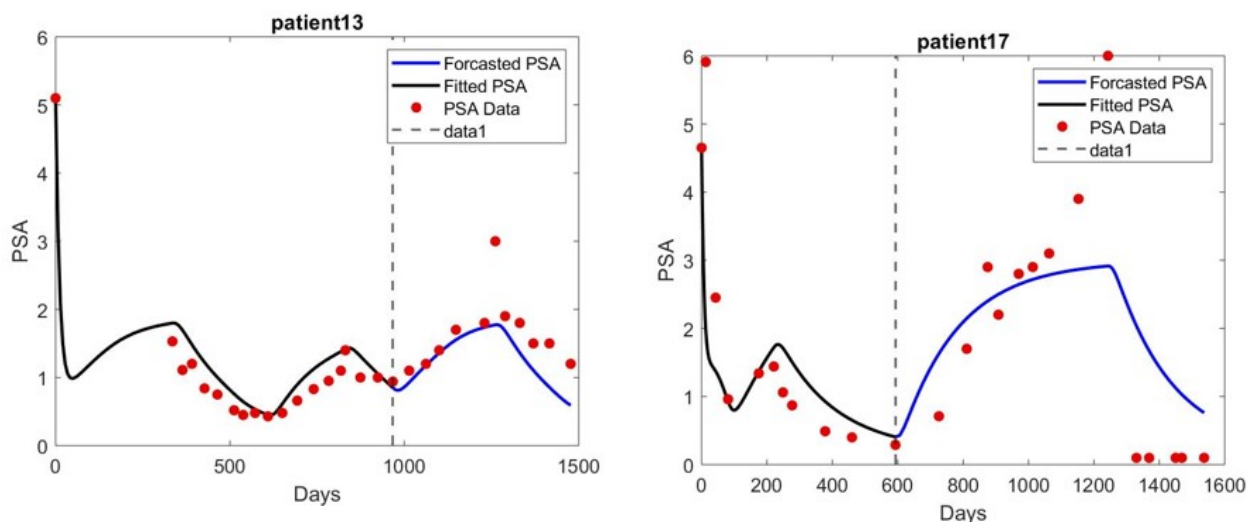 patient13
6
5
4
3
2
1
0
PSA
0
500
1000
1500
Days
Forcasted PSA
Fitted PSA
PSA Data
data1
patient17
6
5
4
3
2
1
0
PSA
0
200
400
600
800
1000
1200
1400
1600
Days
Forcasted PSA
Fitted PSA
PSA Data
data1